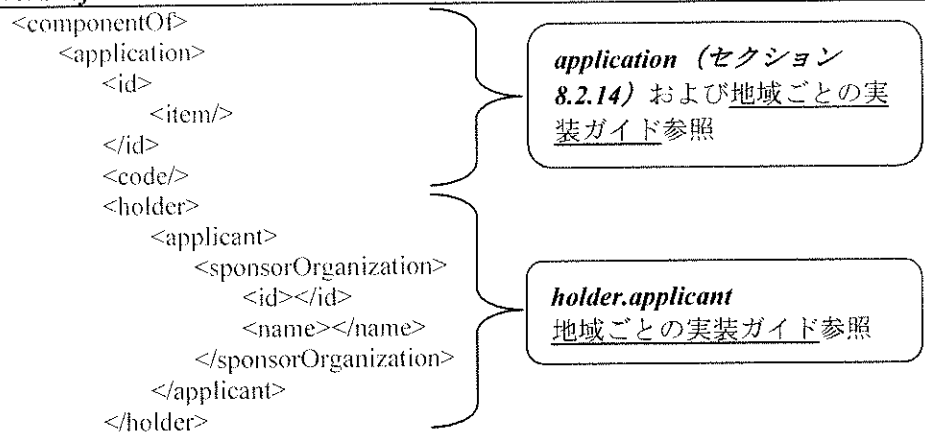 <componentOf>
<application>
<id>
<item/>
</id>
<code/>
<holder>
<applicant>
<sponsorOrganization>
<id></id>
<name></name>
</sponsorOrganization>
</applicant>
</holder>
application（セクション
8.2.14）および地域ごとの実
装ガイド参照
holder.applicant
地域ごとの実装ガイド参照